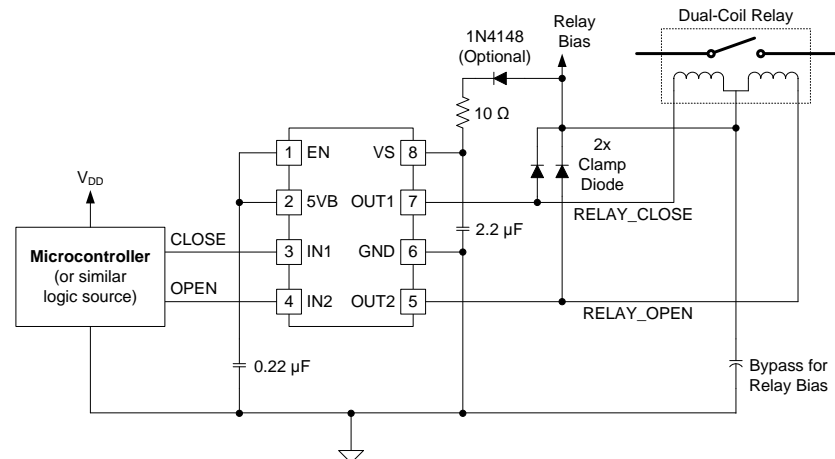 Dual-Coil Relay
Relay
Bias
1N4148
(Optional)
10 Ω
2x
Clamp
Diode
1 EN VS 8
2 5VB OUT1 7
3 IN1 GND 6
4 IN2 OUT2 5
VDD
Microcontroller
(or similar
logic source)
CLOSE
OPEN
RELAY_CLOSE
2.2 µF
RELAY_OPEN
0.22 µF
Bypass for
Relay Bias